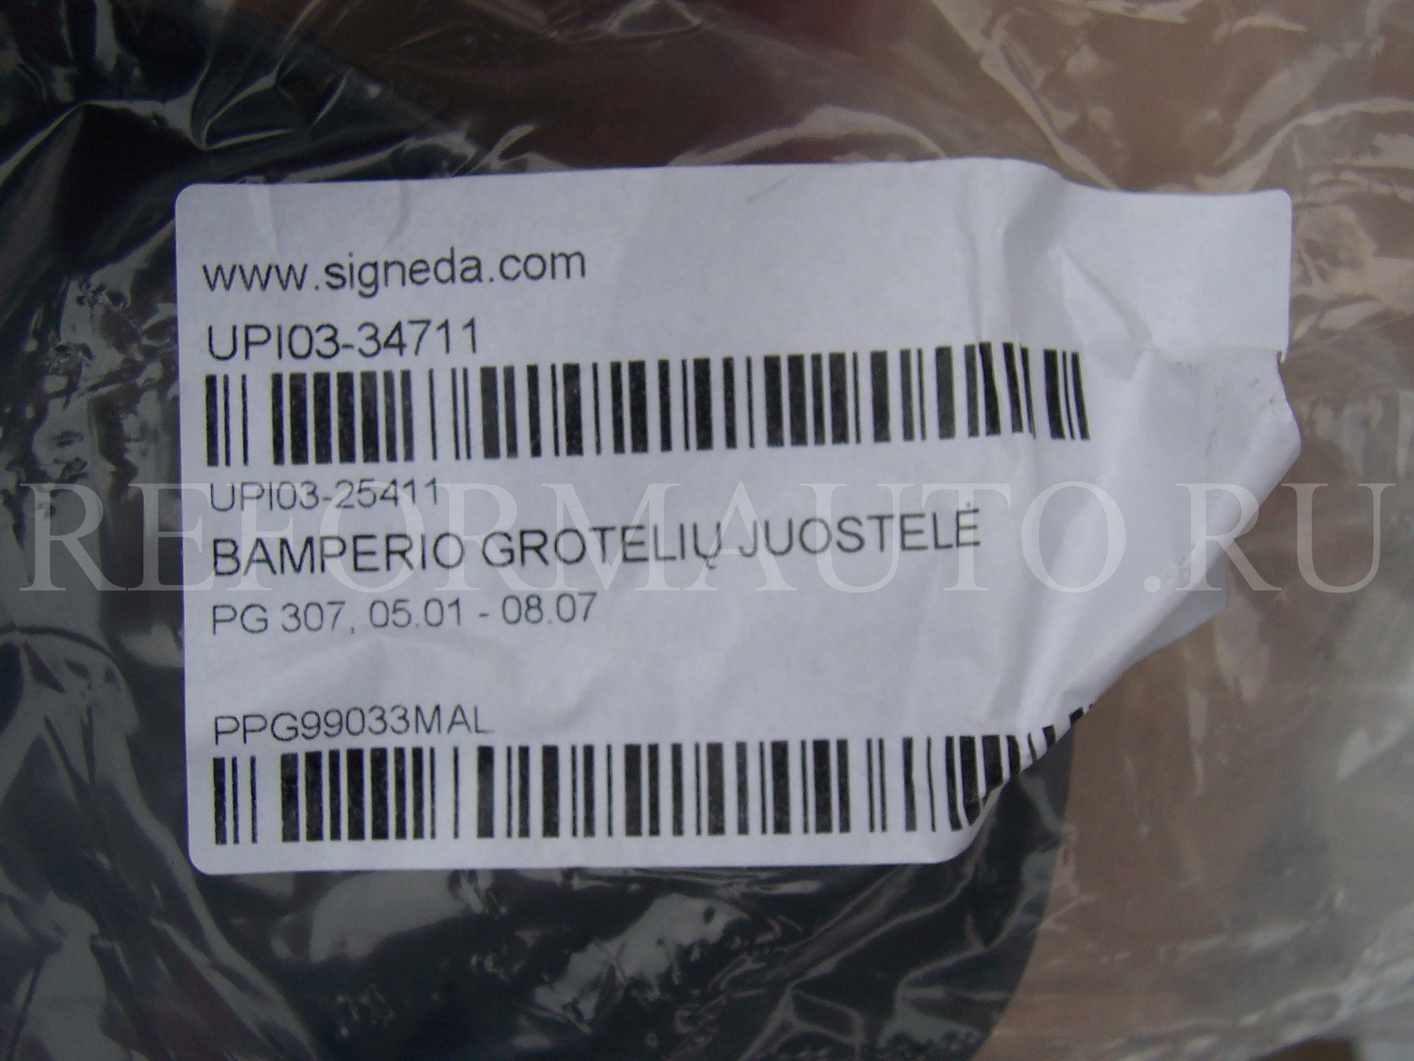 www.signeda.com
UPI03-34711
UPI03-25411
REFORMAUTO.RU
BAMPERIO GROTELIŲ JUOSTELĖ
PG 307, 05.01 - 08.07
PPG99033MAL